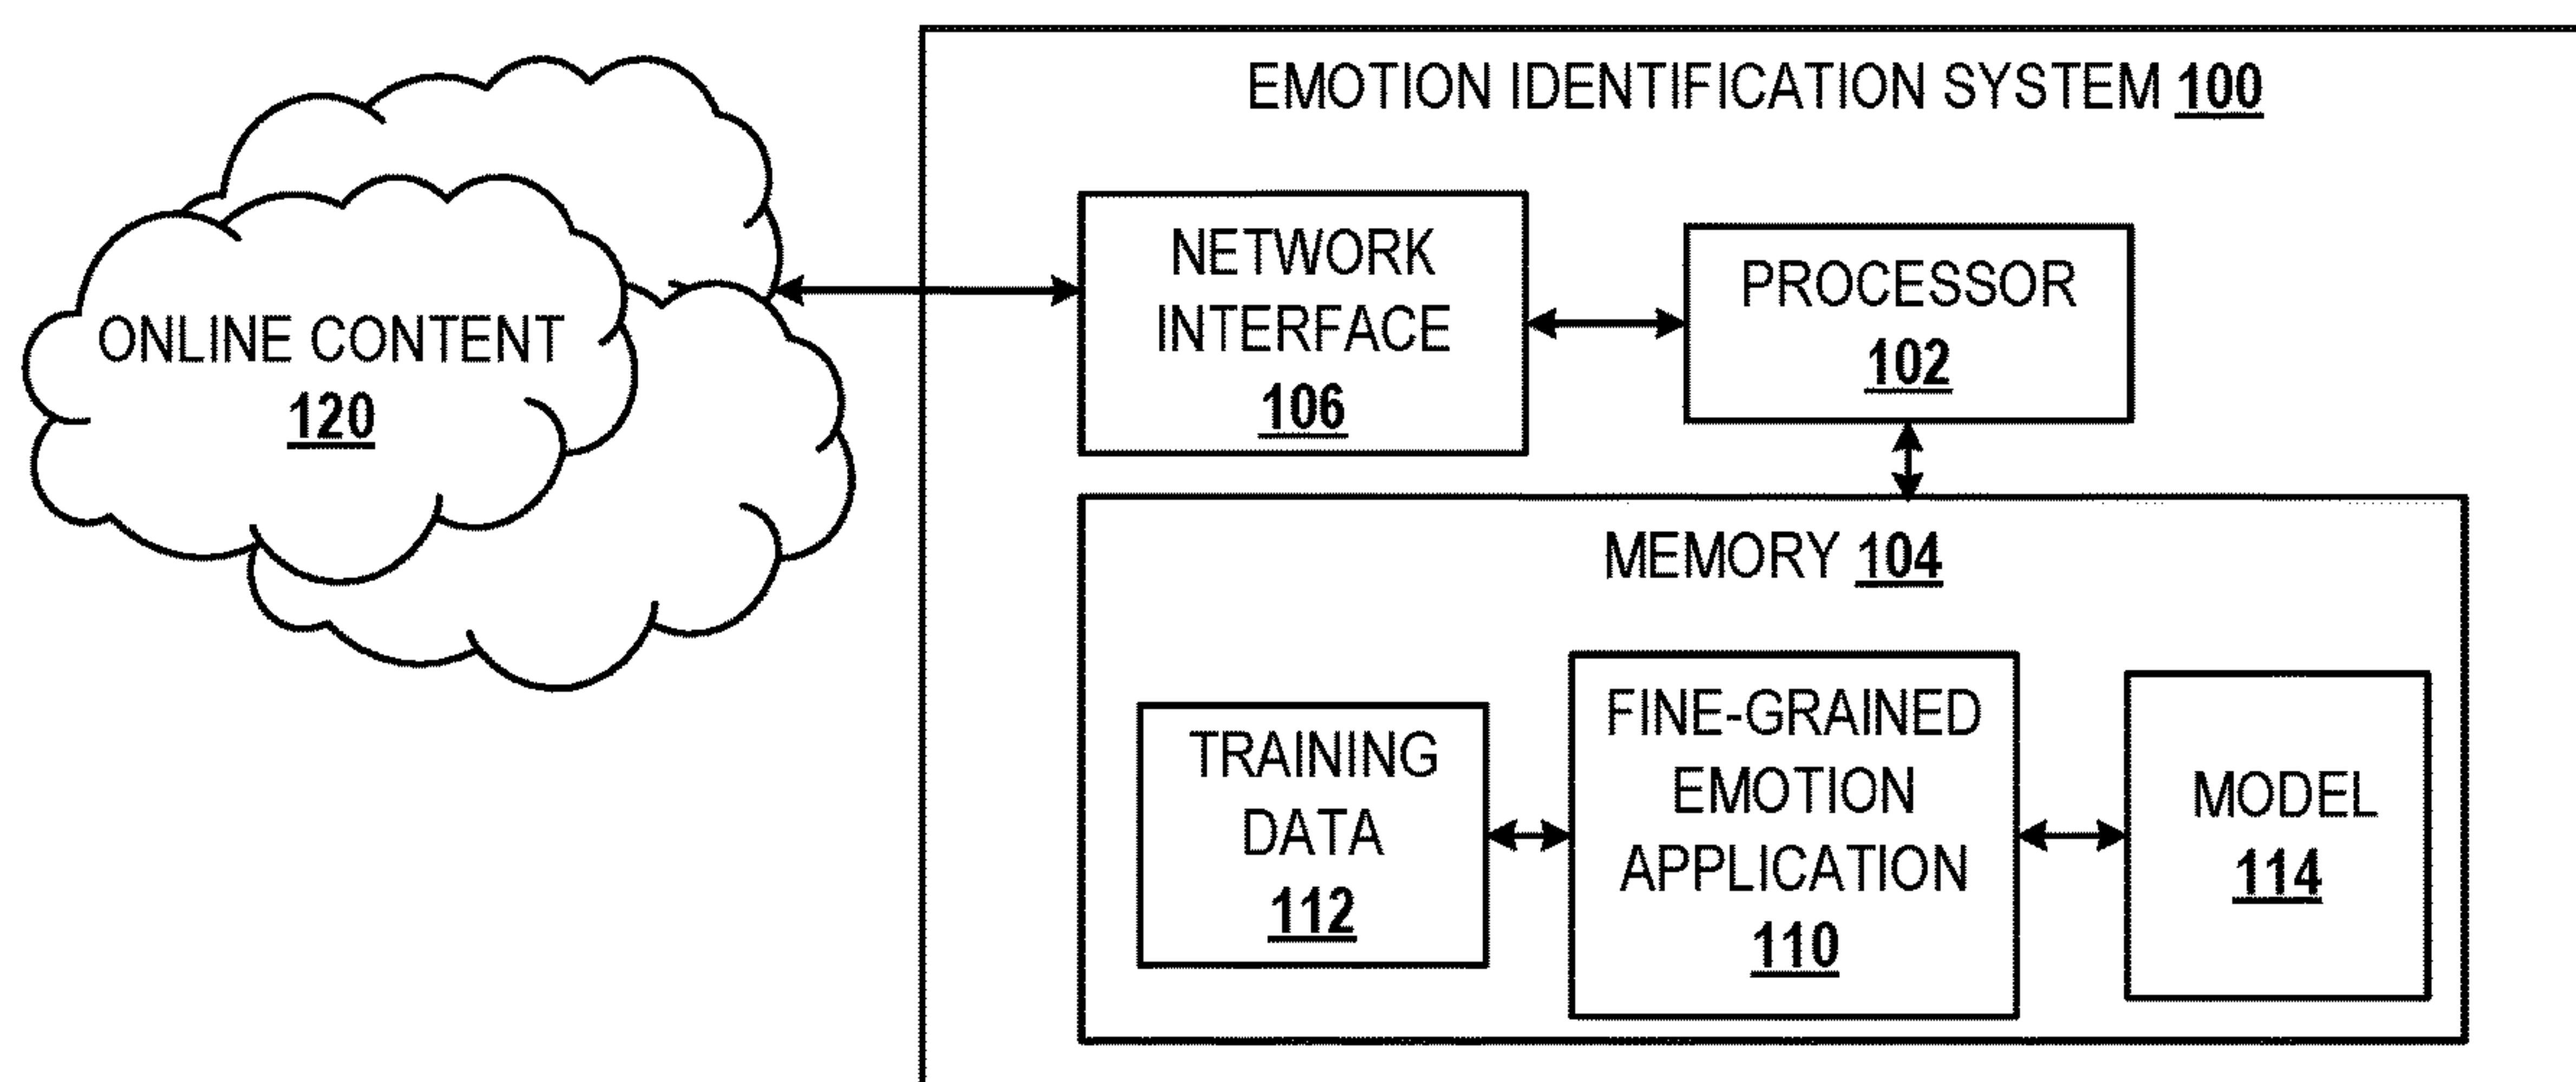 EMOTION IDENTIFICATION SYSTEM 100
ONLINE CONTENT
120
NETWORK
INTERFACE
106
PROCESSOR
102
MEMORY 104
TRAINING
DATA
112
FINE-GRAINED
EMOTION
APPLICATION
110
MODEL
114